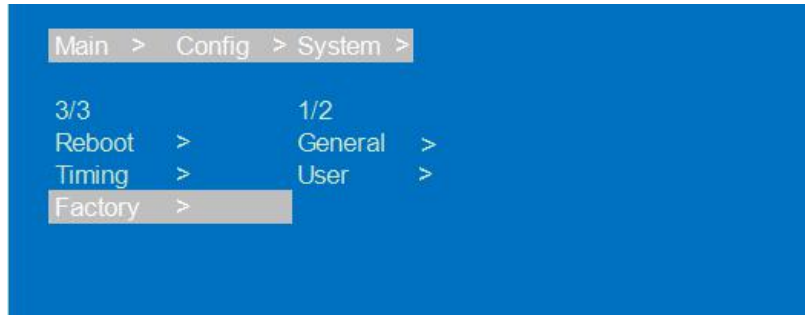 Main > Config > System >
3/3 1/2
Reboot > General >
Timing > User >
Factory >